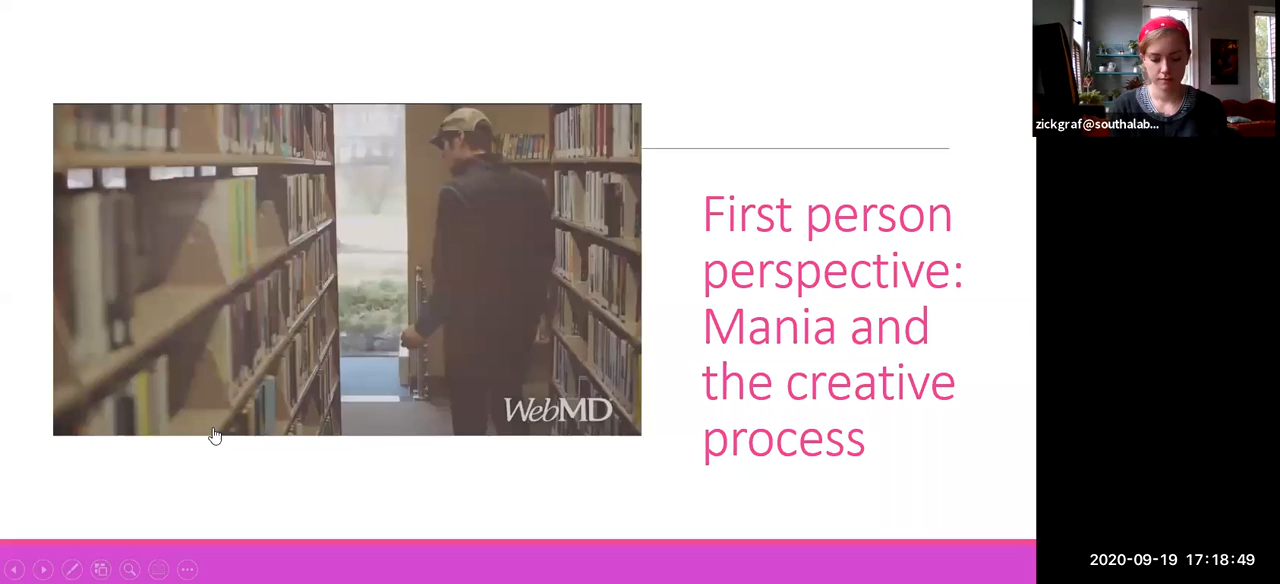 zickgraf@southalab...
First person
perspective:
Mania and
the creative
process
WebMD
2020-09-19 17:18:49